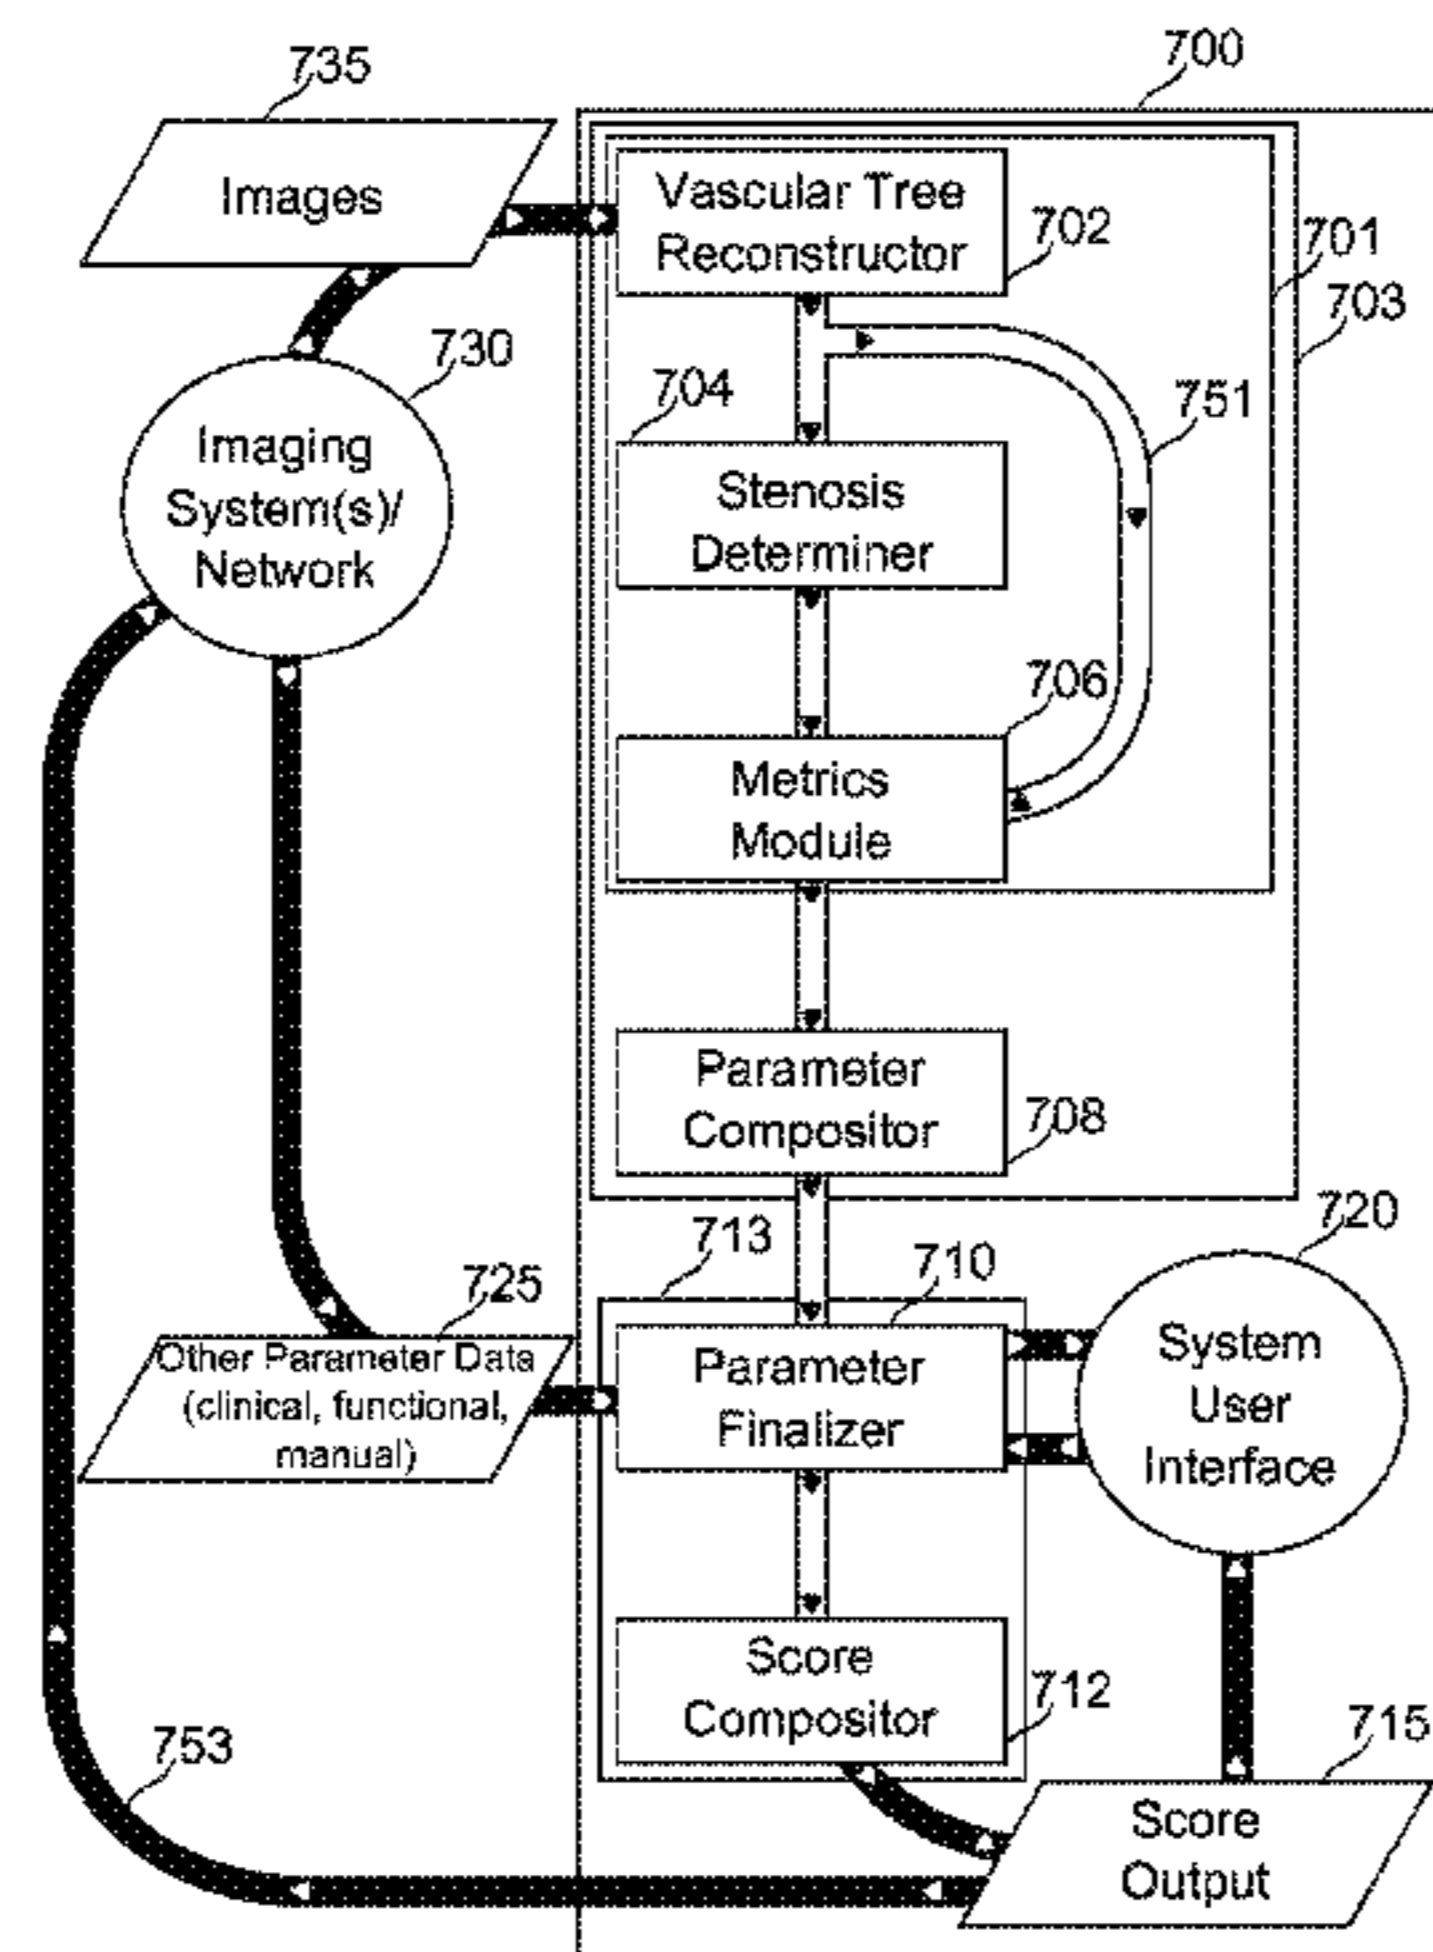 700
735
Images
Vascular Tree
Reconstructor
702
701
703
730
Imaging
System(s)/
Network
704
751
Stenosis
Determiner
706
Metrics
Module
Parameter
Compositor
708
713
710
720
725
Other Parameter Data
(clinical, functional,
manual)
Parameter
Finalizer
System
User
Interface
Score
Compositor
712
715
753
Score
Output